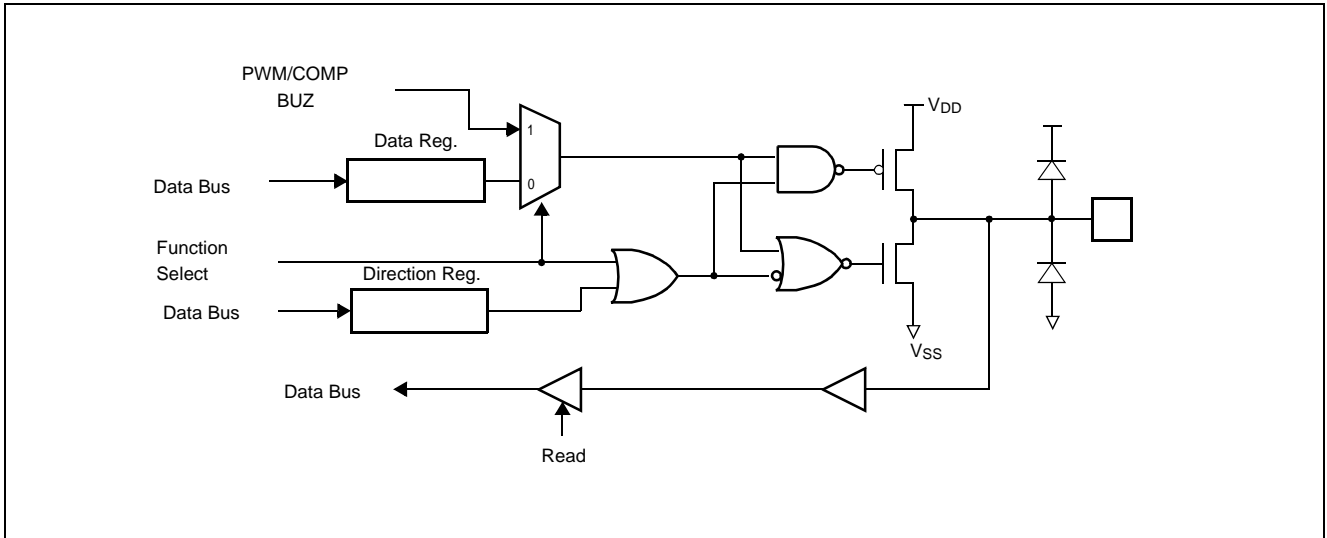 PWM/COMP
BUZ
VDD
Data Reg.
1
Data Bus
0
Function
Select
Direction Reg.
Data Bus
VSS
Data Bus
Read